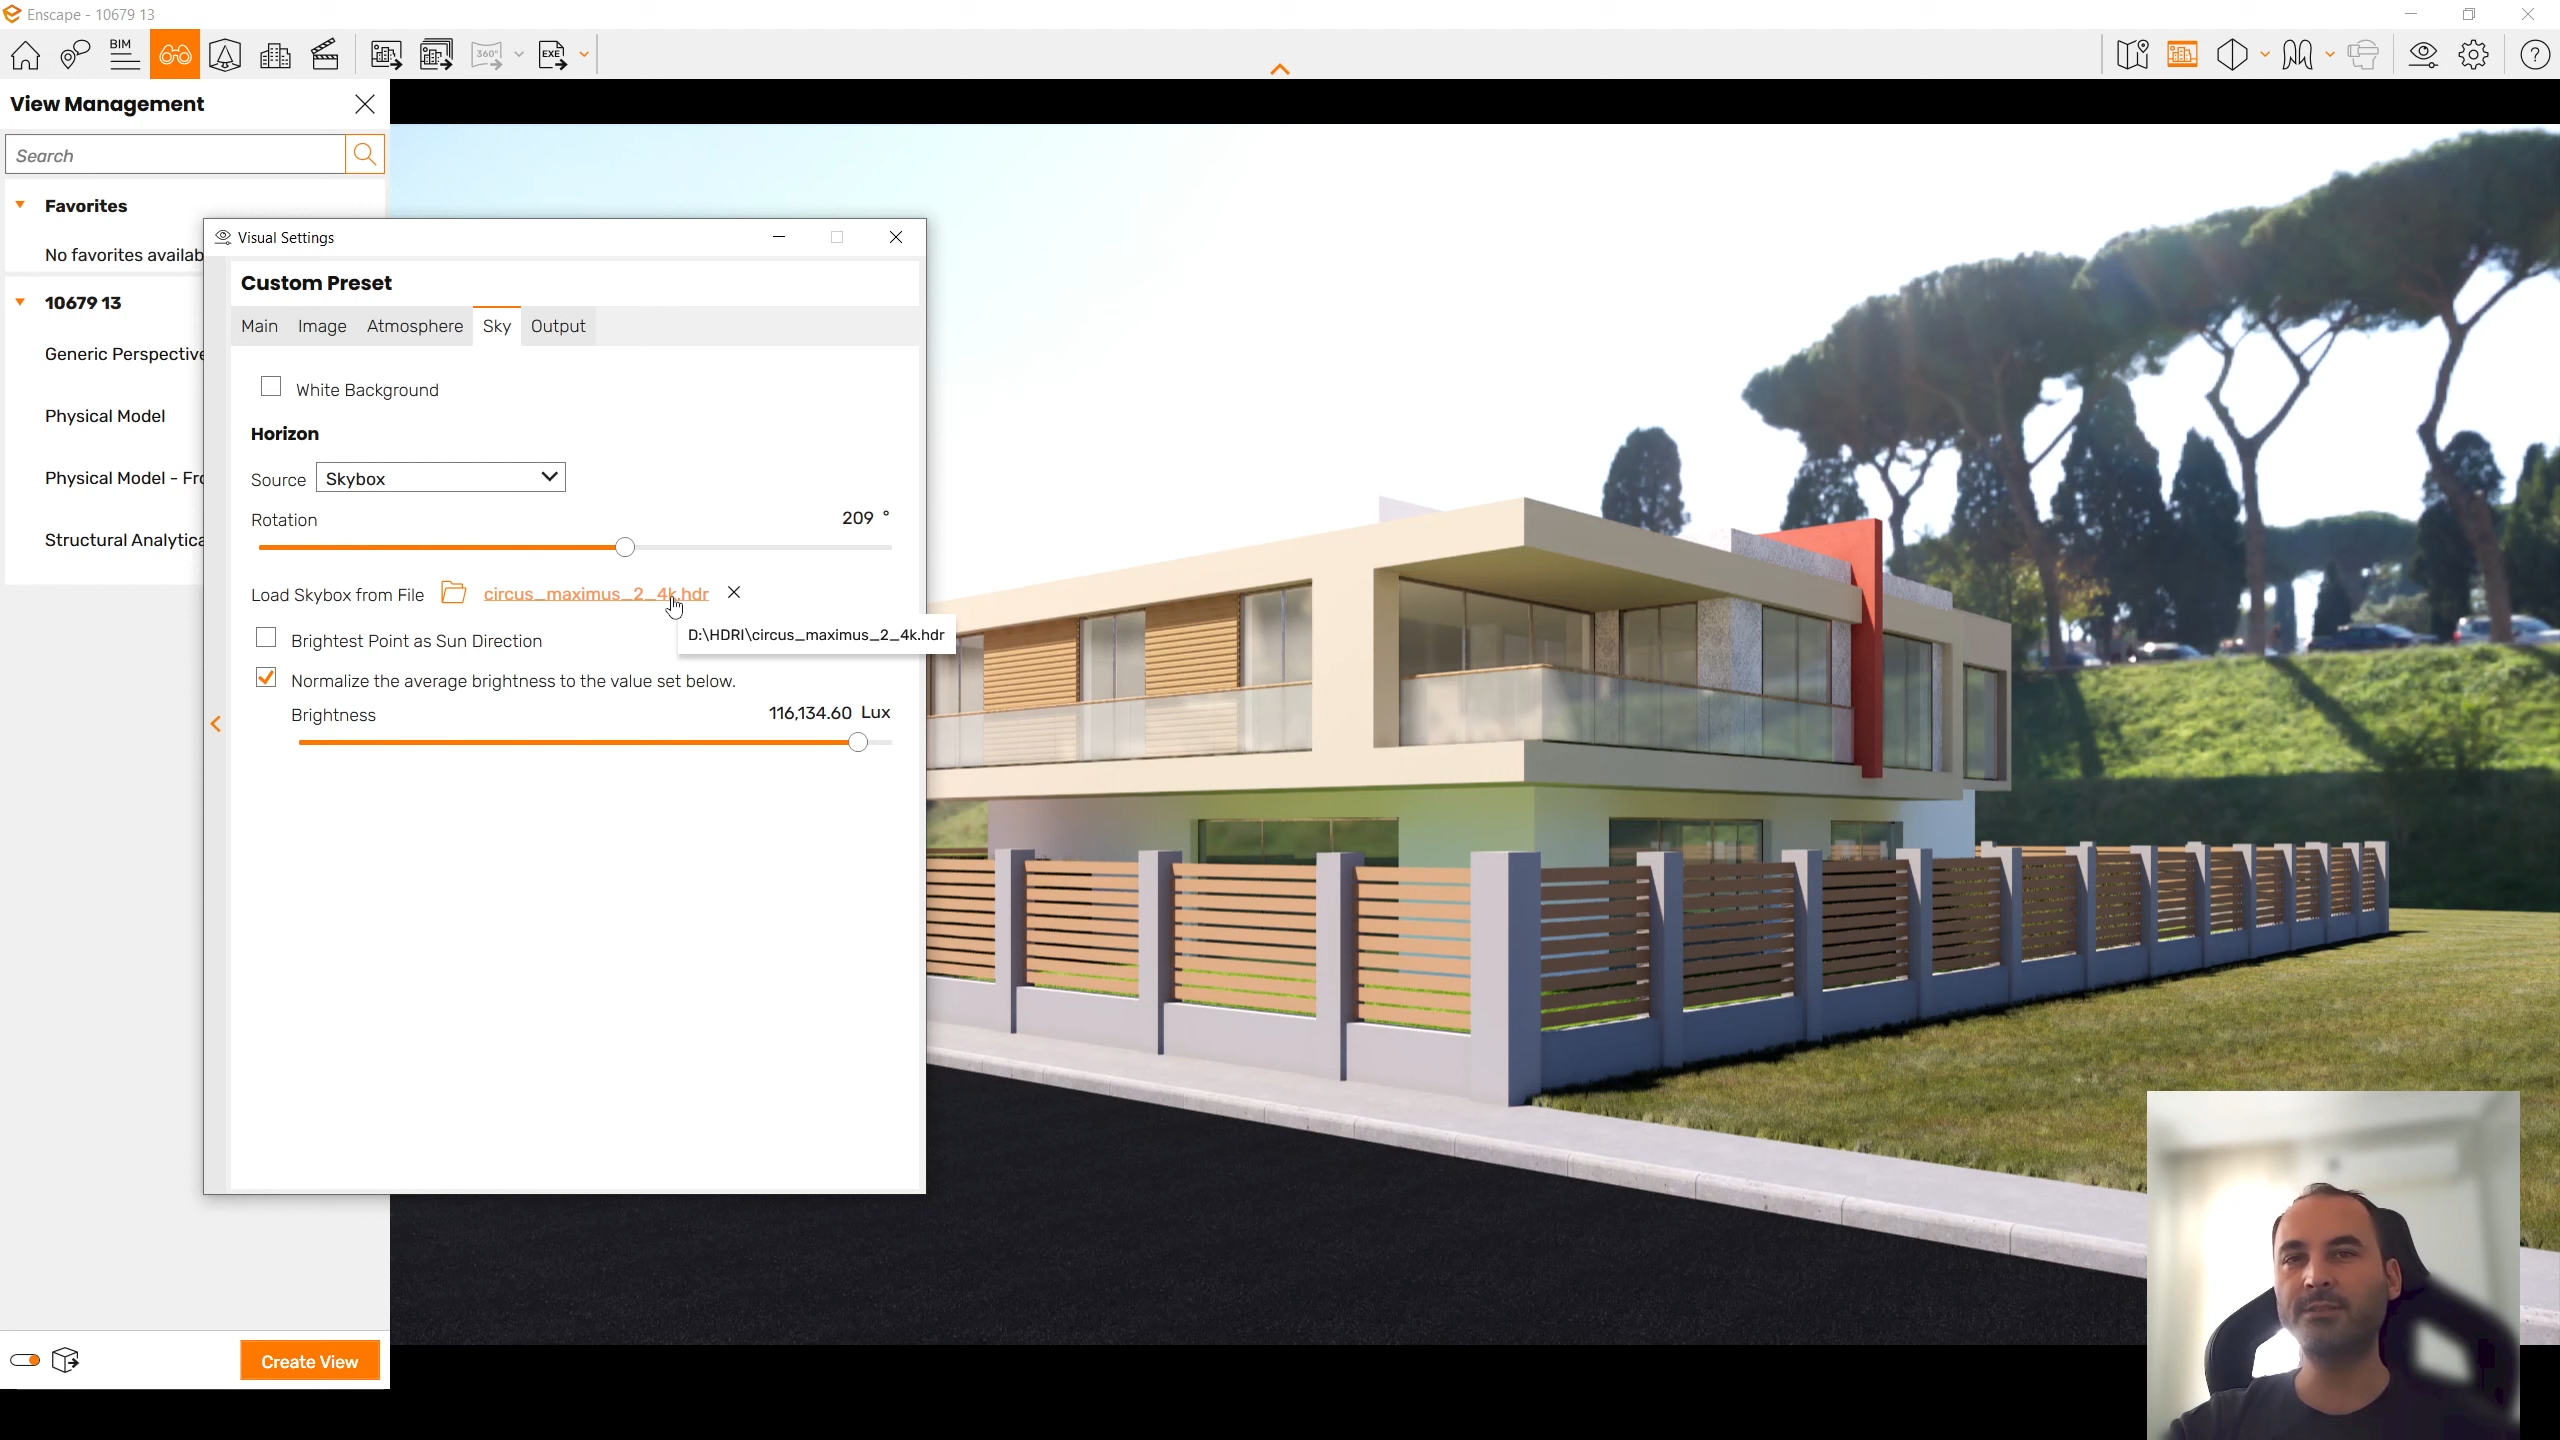 Enscape - 10679 13
BIM
360°
EXE
View Management
Search
Favorites
No favorites availab
10679 13
Generic Perspective
Physical Model
Physical Model - Fro
Structural Analytica
Create View
Visual Settings
Custom Preset
Main Image Atmosphere Sky Output
White Background
Horizon
Source Skybox
Rotation 209 °
Load Skybox from File circus_maximus_2_4k.hdr
D:\HDRI\circus_maximus_2_4k.hdr
Brightest Point as Sun Direction
Normalize the average brightness to the value set below.
Brightness 116,134.60 Lux